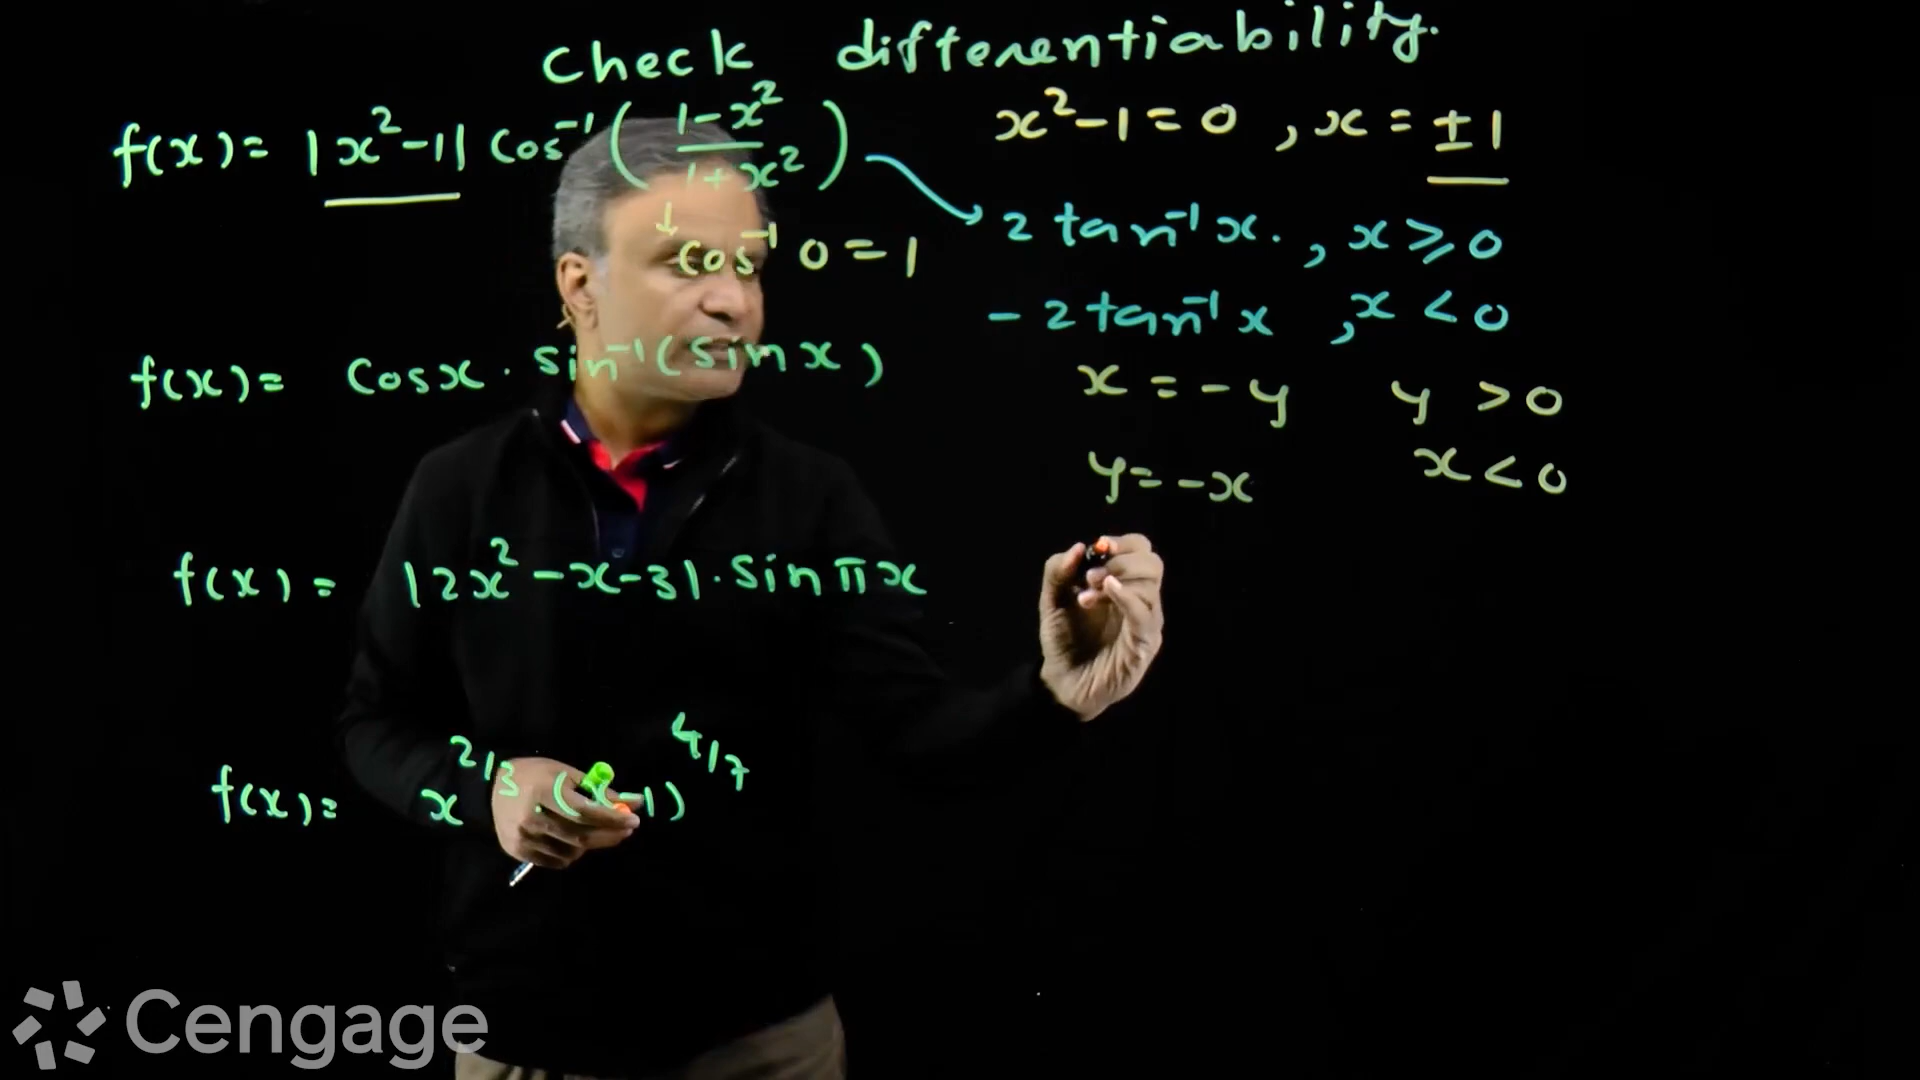 Check differentiability.
f(x) = |x²-1| cos⁻¹((1-x²)/(1+x²))
x²-1 = 0 , x = ±1
2 tan⁻¹x. , x ≥ 0
↓ cos⁻¹ 0 = 1
-2 tan⁻¹x , x < 0
f(x) = cosx . sin⁻¹(sinx)
x = -y y > 0
y = -x x < 0
f(x) = |2x²-x-3| . sin πx
f(x) = x^2/3 . (x-1)^4/7
Cengage